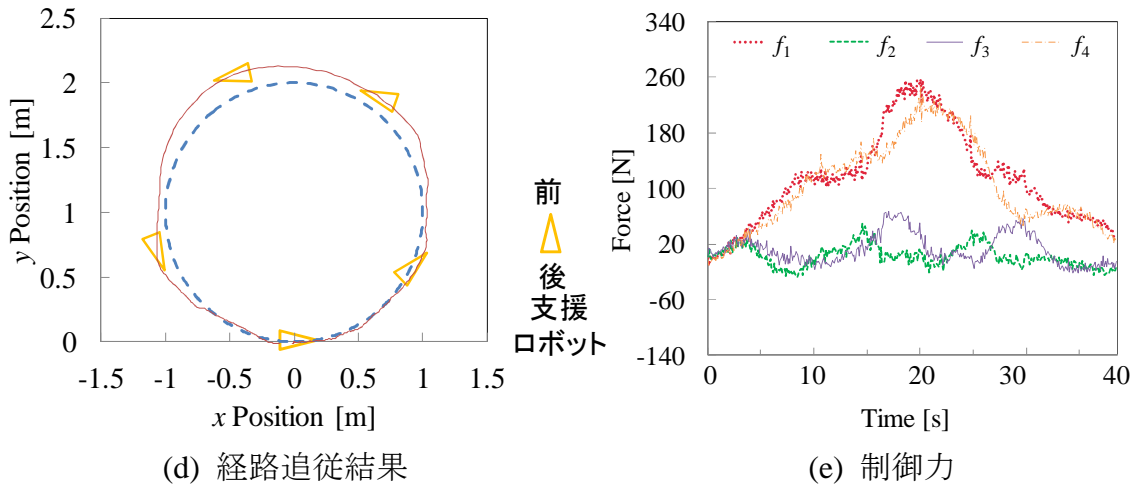 2.5
2
1.5
1
0.5
0
-1.5 -1 -0.5 0 0.5 1 1.5
y Position [m]
x Position [m]
(d) 経路追従結果
前
後
支援
ロボット
340
260
180
100
20
-60
-140
0 10 20 30 40
f1 f2 f3 f4
Force [N]
Time [s]
(e) 制御力